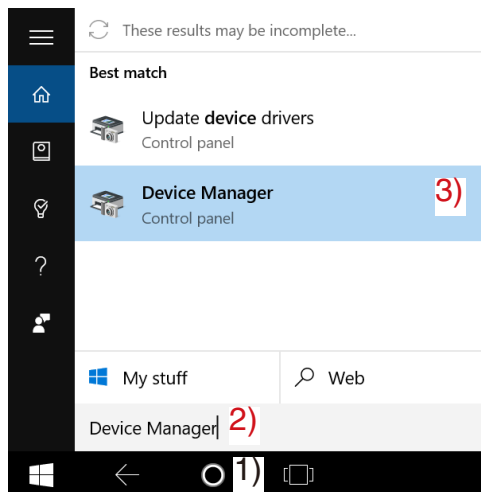 These results may be incomplete...
Best match
Update device drivers
Control panel
Device Manager
3)
Control panel
?
My stuff
Web
Device Manager 2)
1)